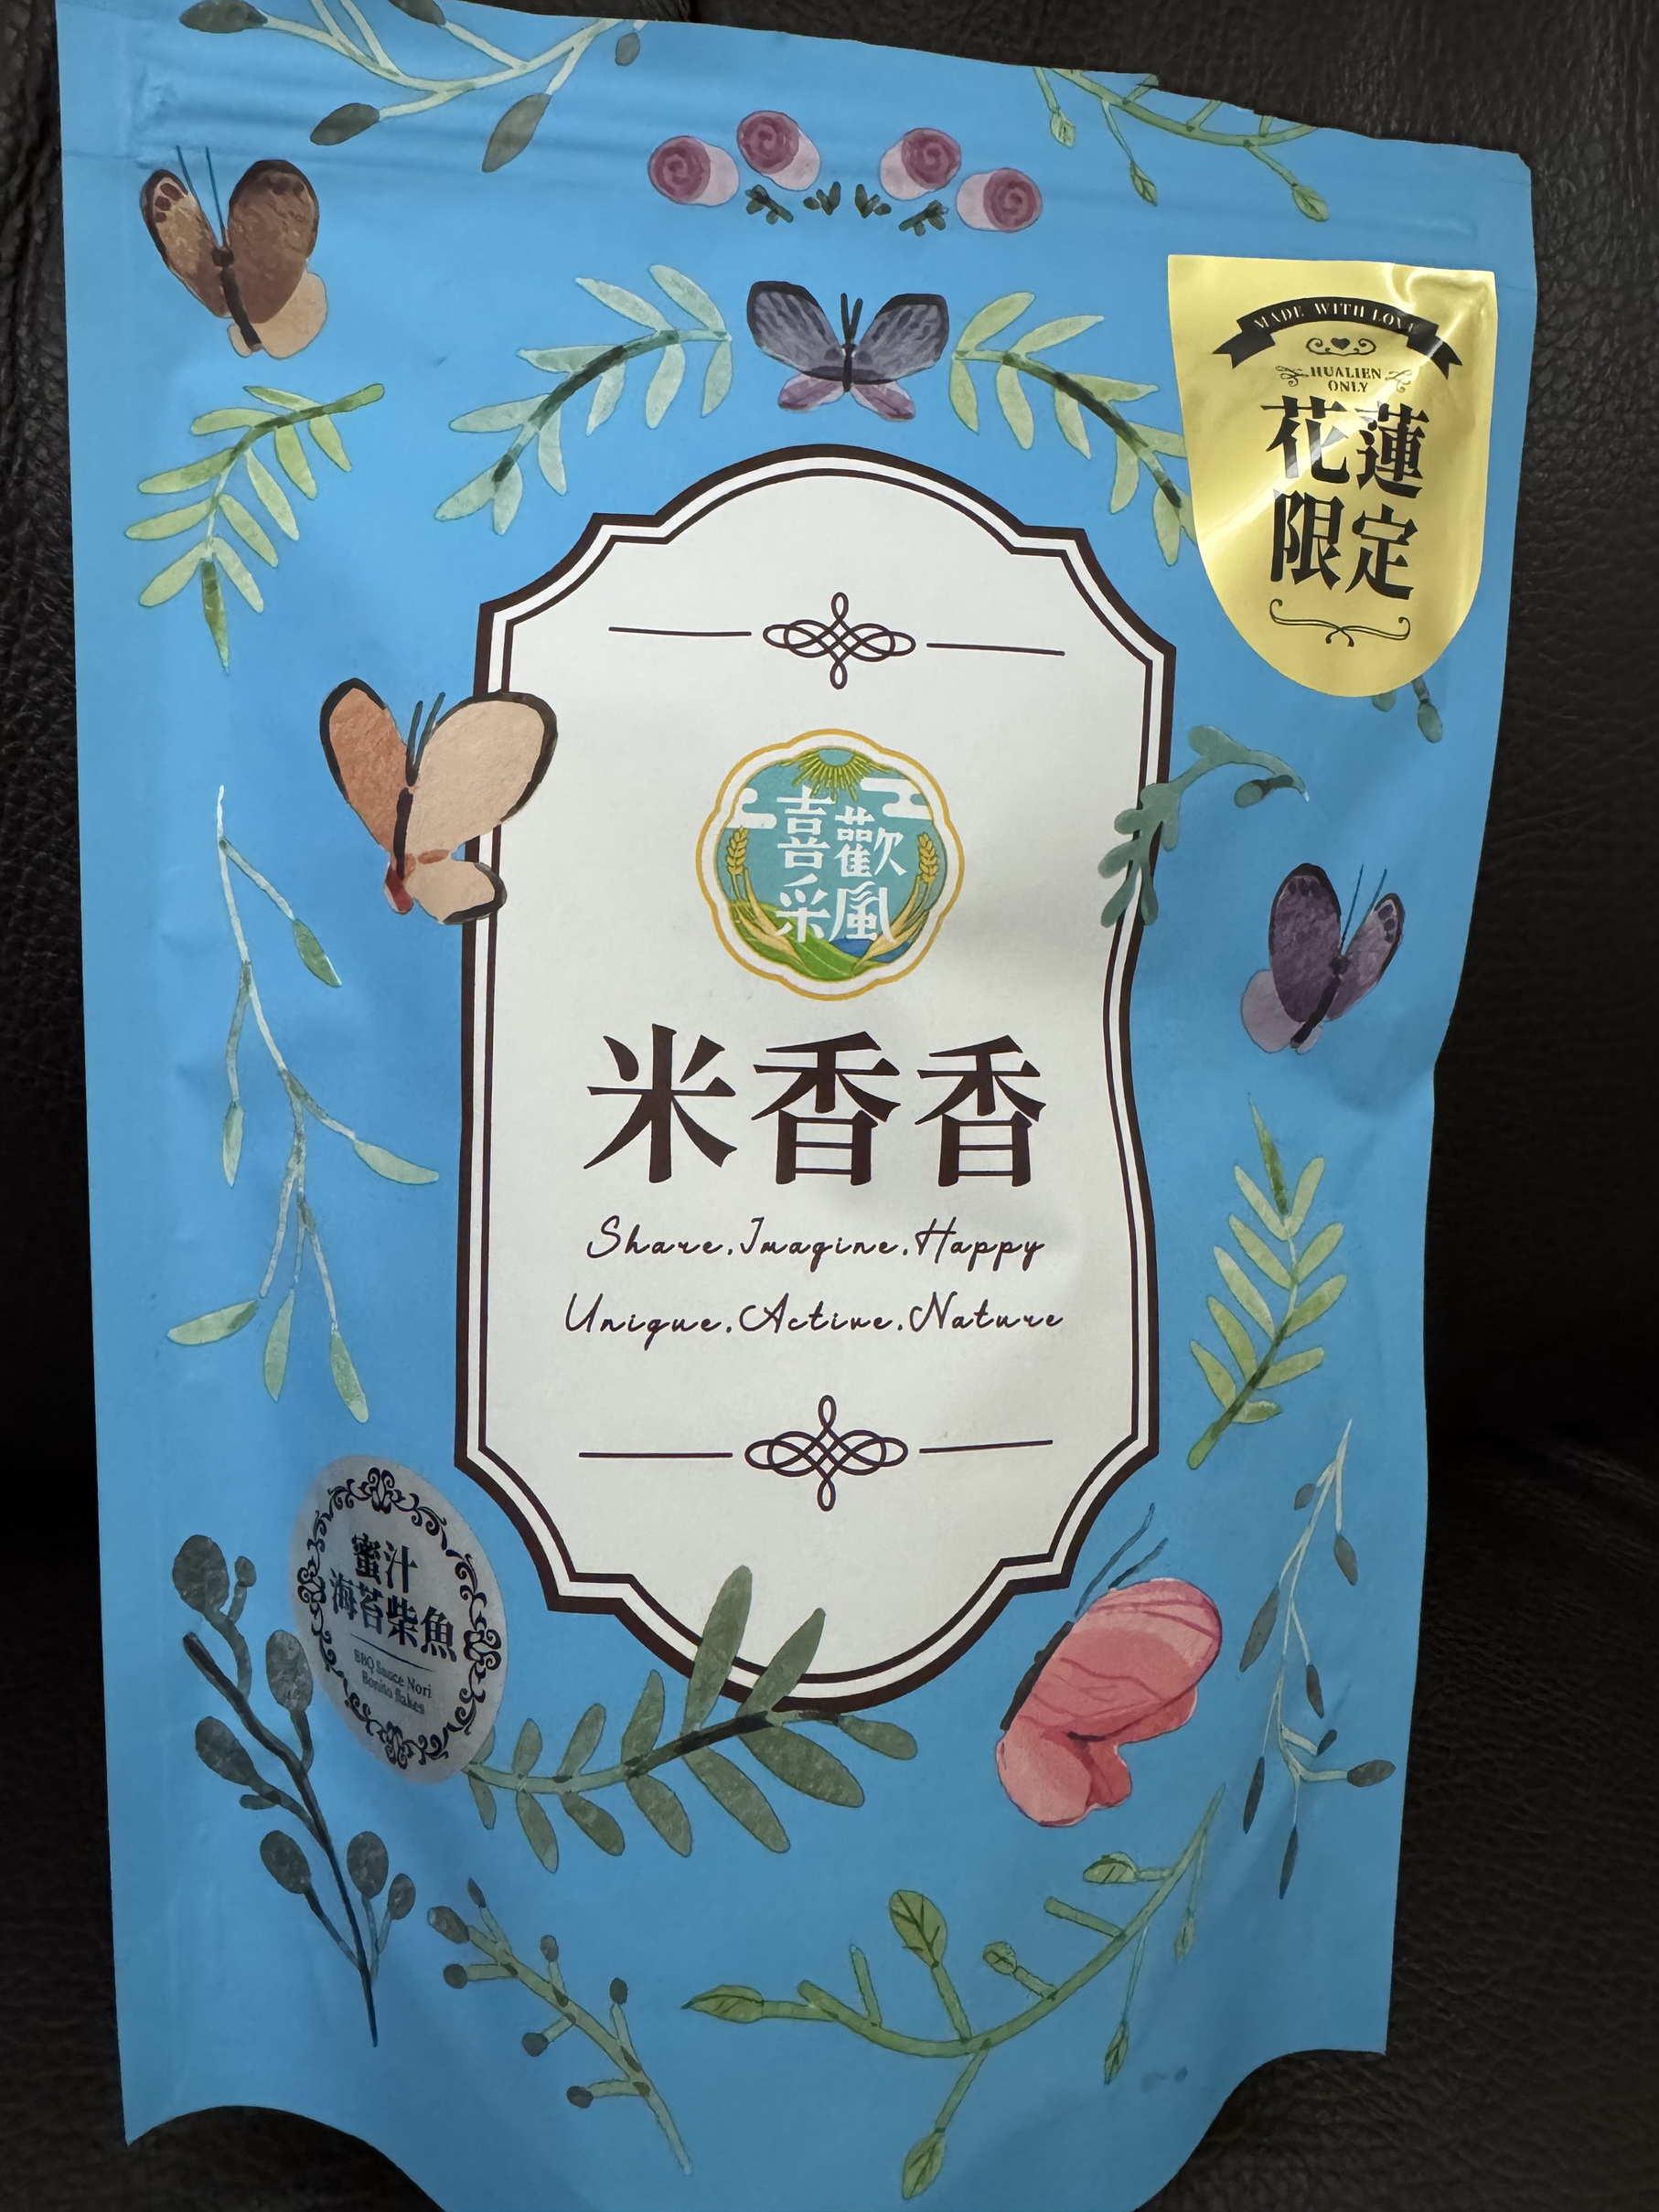 MADE WITH LOVE
HUALIEN
ONLY
花蓮
限定
喜歡
采風
米香香
Share.Imagine.Happy
Unique.Active.Nature
蜜汁
海苔柴魚
BBQ Sauce Nori
Bonito flakes